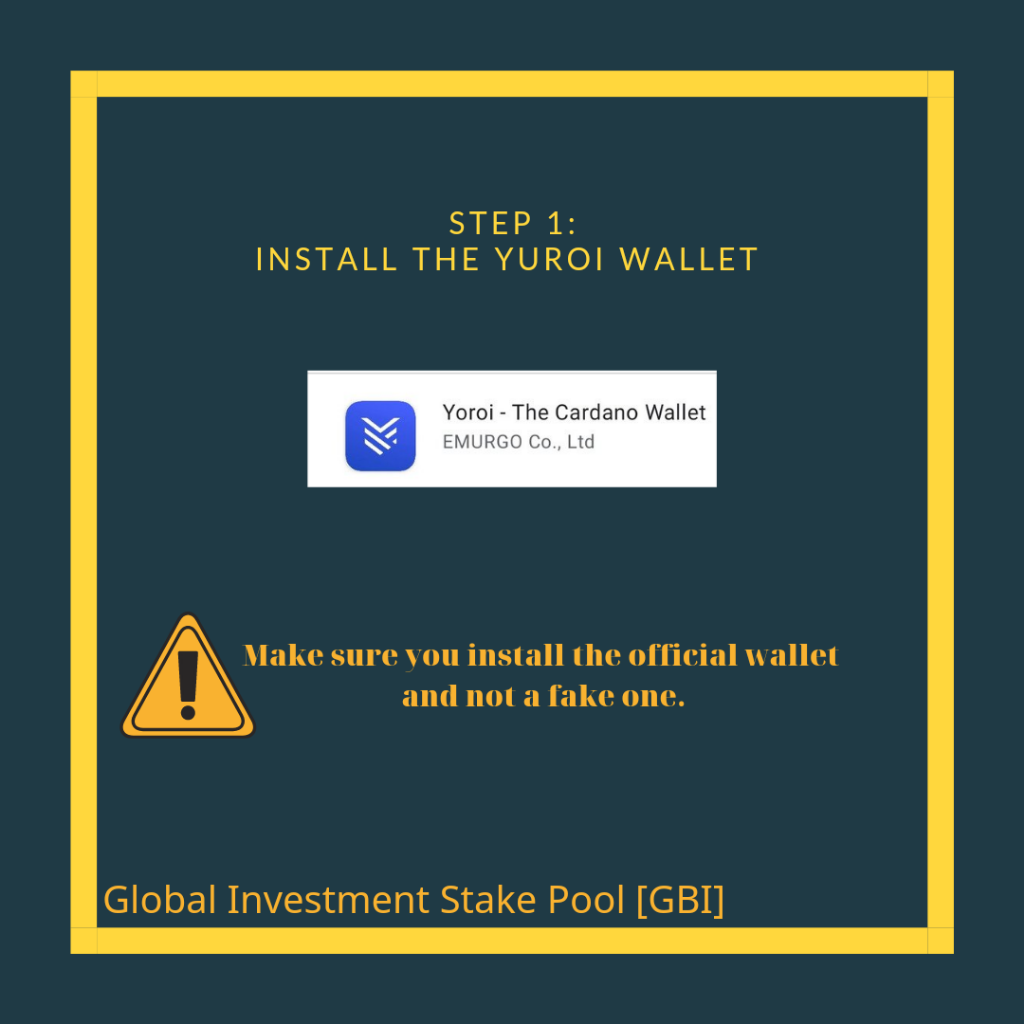 STEP 1:
INSTALL THE YUROI WALLET
Yoroi - The Cardano Wallet
EMURGO Co., Ltd
Make sure you install the official wallet
and not a fake one.
Global Investment Stake Pool [GBI]